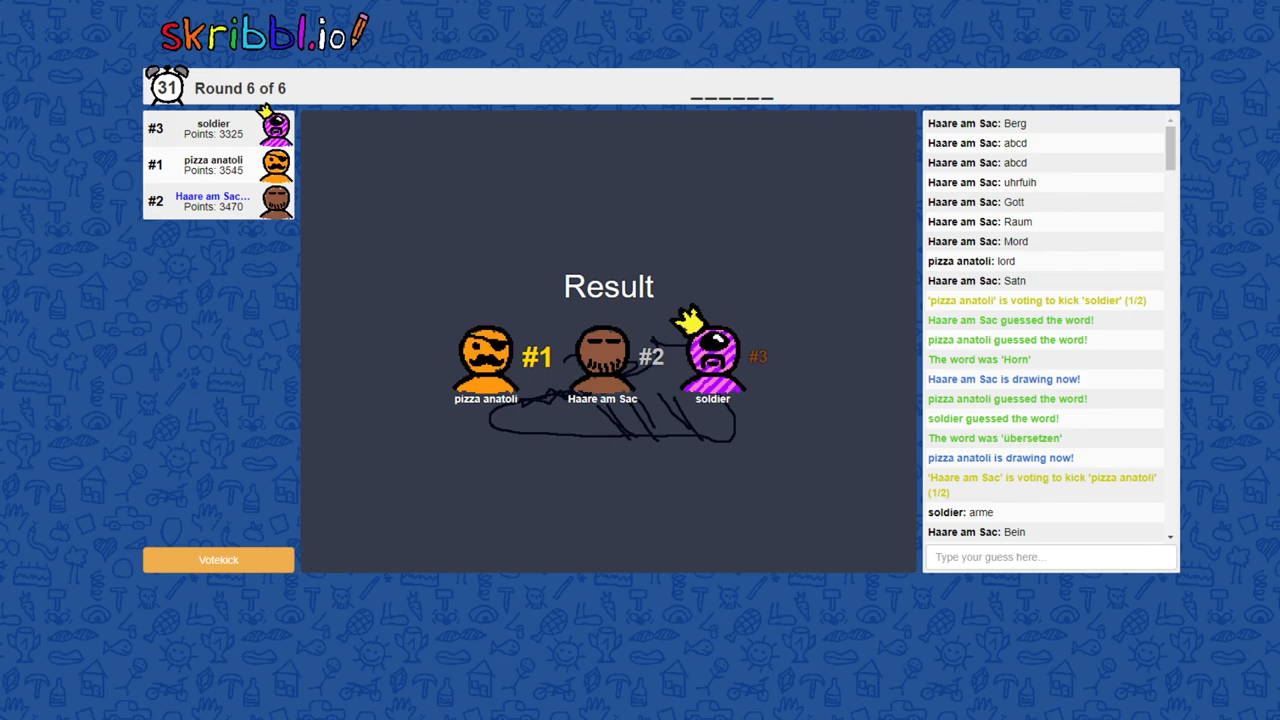 skribbl.io
31
Round 6 of 6
______
#3
soldier
Points: 3325
#1
pizza anatoli
Points: 3545
#2
Haare am Sac...
Points: 3470
Votekick
Result
#1
#2
#3
pizza anatoli
Haare am Sac
soldier
Haare am Sac: Berg
Haare am Sac: abcd
Haare am Sac: abcd
Haare am Sac: uhrfuih
Haare am Sac: Gott
Haare am Sac: Raum
Haare am Sac: Mord
pizza anatoli: lord
Haare am Sac: Satn
'pizza anatoli' is voting to kick 'soldier' (1/2)
Haare am Sac guessed the word!
pizza anatoli guessed the word!
The word was 'Horn'
Haare am Sac is drawing now!
pizza anatoli guessed the word!
soldier guessed the word!
The word was 'übersetzen'
pizza anatoli is drawing now!
'Haare am Sac' is voting to kick 'pizza anatoli'
(1/2)
soldier: arme
Haare am Sac: Bein
Type your guess here...